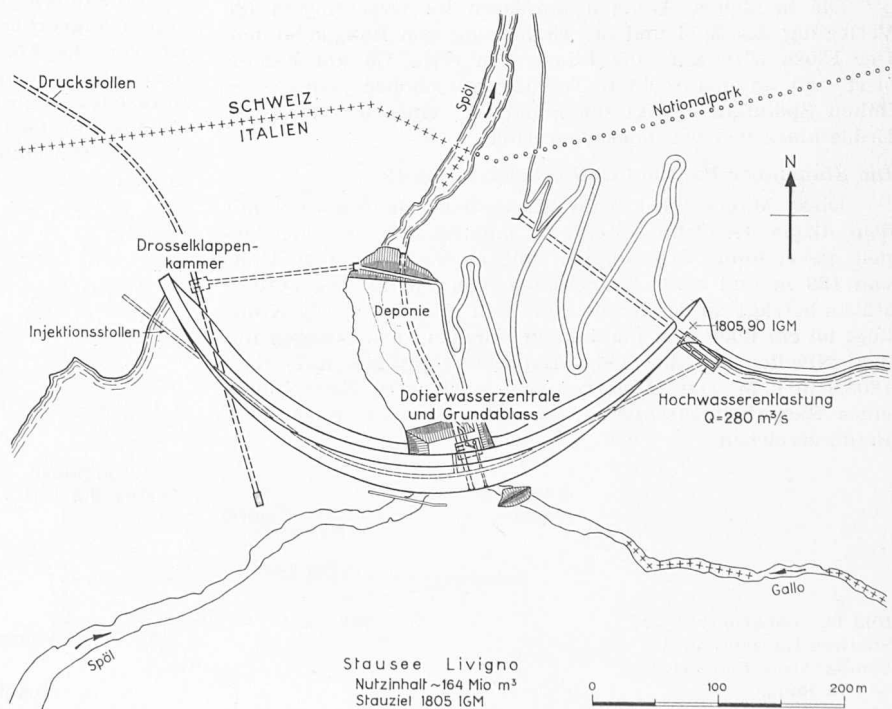 Druckstollen
SCHWEIZ
ITALIEN
Spöl
Nationalpark
N
Drosselklappen-
kammer
Injektionsstollen
Deponie
1805,90 IGM
Dotierwasserzentrale
und Grundablass
Hochwasserentlastung
Q=280 m³/s
Gallo
Spöl
Stausee Livigno
Nutzinhalt ~164 Mio m³
Stauziel 1805 IGM
0 100 200 m